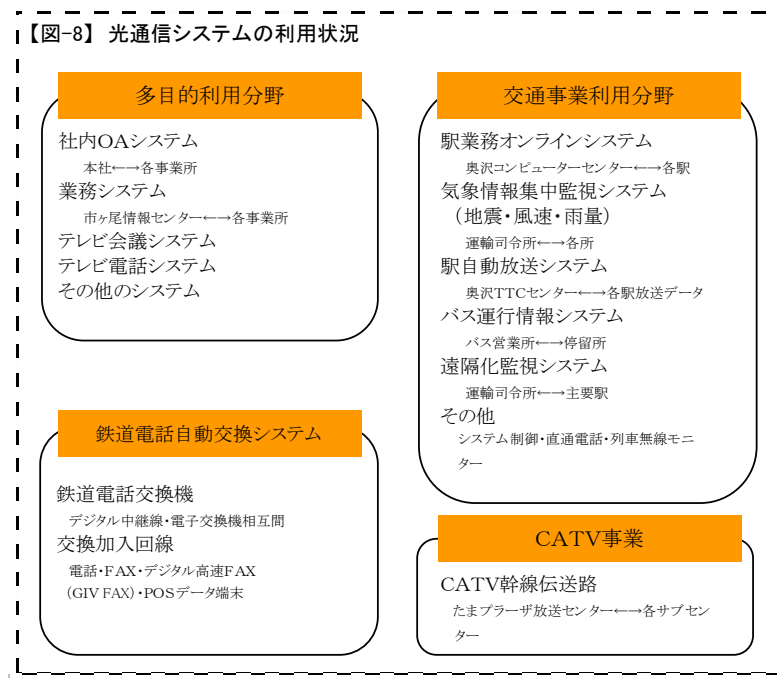 【図-8】 光通信システムの利用状況
多目的利用分野
社内OAシステム
本社←→各事業所
業務システム
市ヶ尾情報センター←→各事業所
テレビ会議システム
テレビ電話システム
その他のシステム
交通事業利用分野
駅業務オンラインシステム
奥沢コンピューターセンター←→各駅
気象情報集中監視システム
（地震・風速・雨量）
運輸司令所←→各所
駅自動放送システム
奥沢TTCセンター←→各駅放送データ
バス運行情報システム
バス営業所←→停留所
遠隔化監視システム
運輸司令所←→主要駅
その他
システム制御・直通電話・列車無線モニ
ター
鉄道電話自動交換システム
鉄道電話交換機
デジタル中継線・電子交換機相互間
交換加入回線
電話・FAX・デジタル高速FAX
（GIV FAX）・POSデータ端末
CATV事業
CATV幹線伝送路
たまプラーザ放送センター←→各サブセン
ター